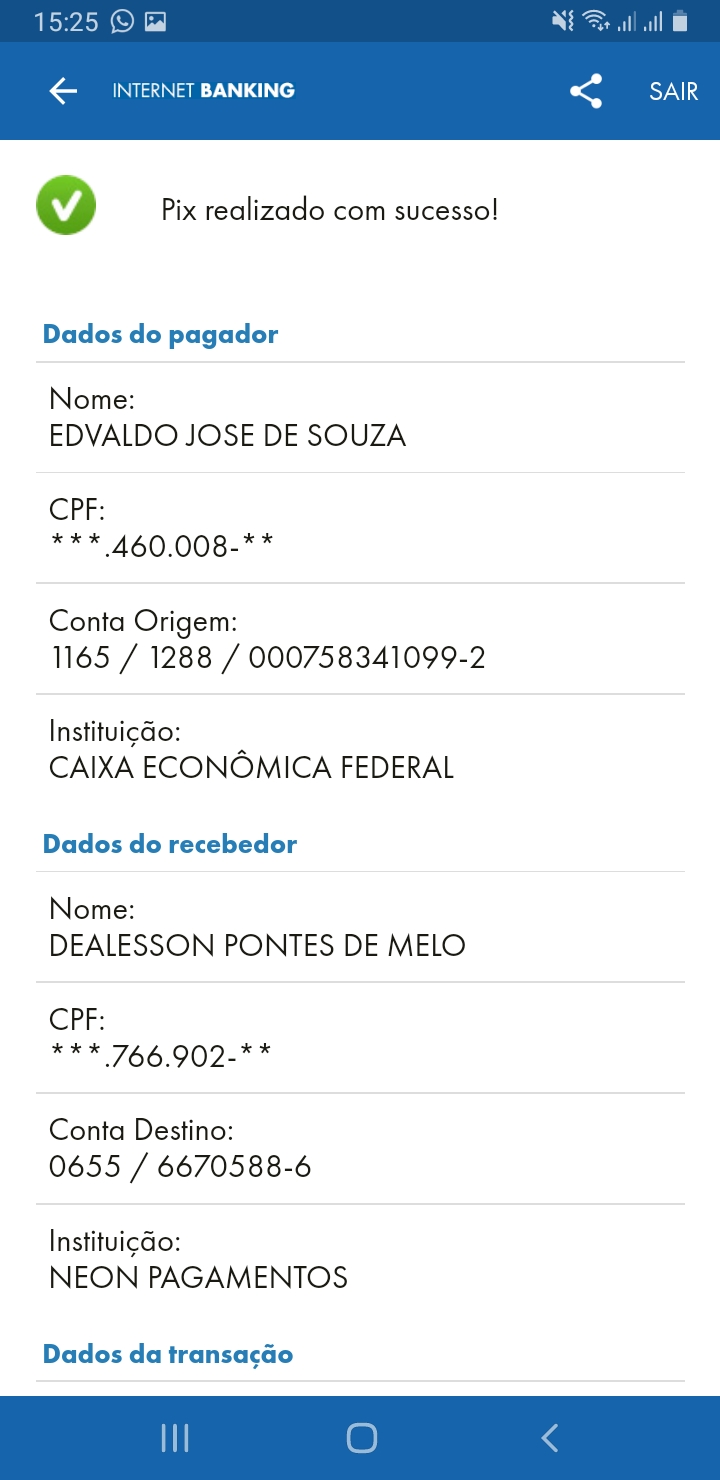 15:25
INTERNET BANKING
SAIR
Pix realizado com sucesso!
Dados do pagador
Nome:
EDVALDO JOSE DE SOUZA
CPF:
***.460.008-**
Conta Origem:
1165 / 1288 / 000758341099-2
Instituição:
CAIXA ECONÔMICA FEDERAL
Dados do recebedor
Nome:
DEALESSON PONTES DE MELO
CPF:
***.766.902-**
Conta Destino:
0655 / 6670588-6
Instituição:
NEON PAGAMENTOS
Dados da transação